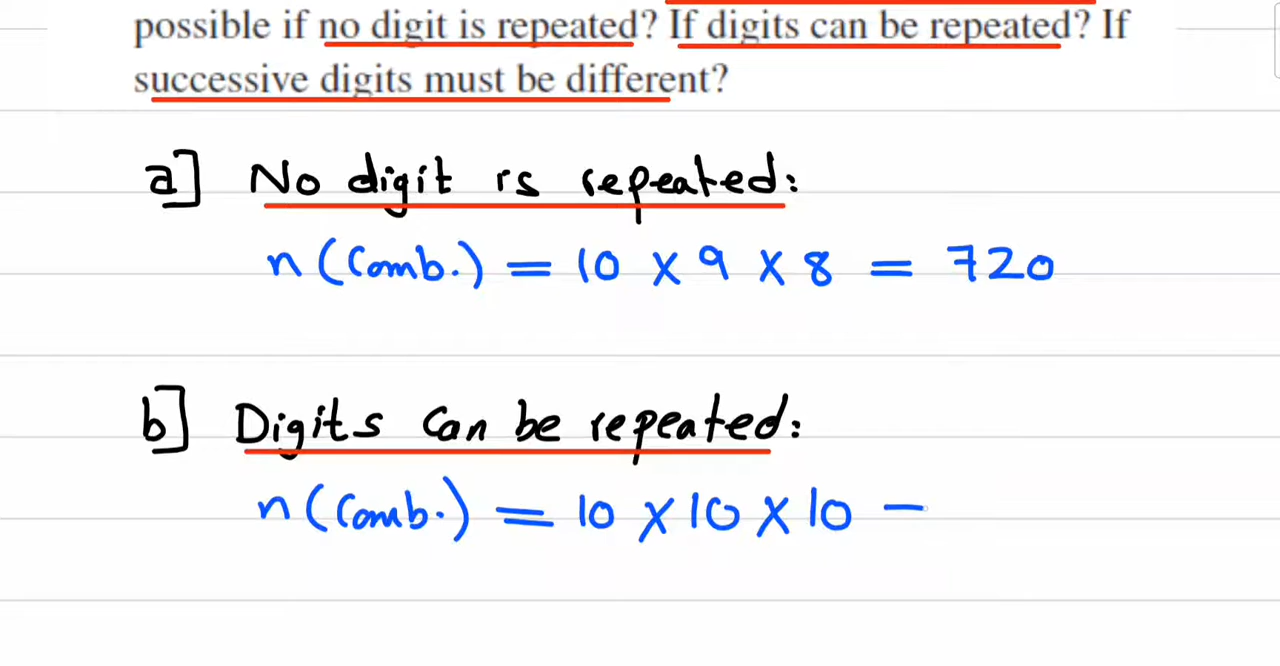 possible if no digit is repeated? If digits can be repeated? If
successive digits must be different?
a] No digit is repeated:
n (Comb.) = 10 × 9 × 8 = 720
b] Digits Can be repeated:
n (Comb.) = 10 × 10 × 10 –